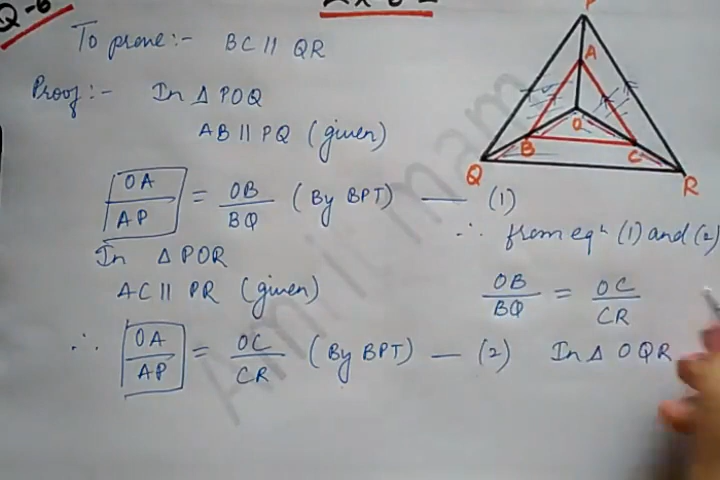 Q-6
To prove:- BC || QR
Proof:- In Δ POQ
AB || PQ (given)
OA/AP = OB/BQ (By BPT) — (1)
In Δ POR
AC || PR (given)
∴ OA/AP = OC/CR (By BPT) — (2)
∴ from eqⁿ (1) and (2)
OB/BQ = OC/CR
In Δ OQR
P
A
O
B
C
Q
R
Amit imam